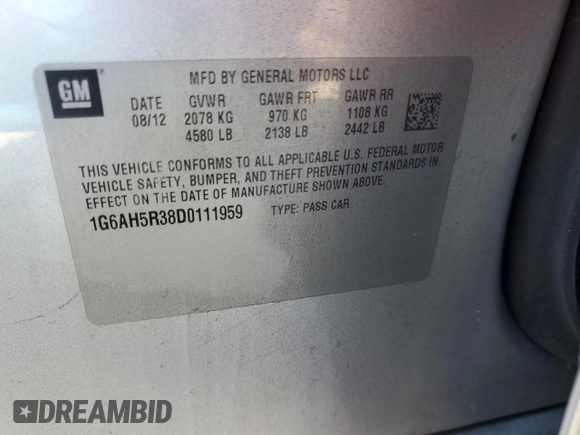 GM
MFD BY GENERAL MOTORS LLC
DATE GVWR GAWR FRT GAWR RR
08/12 2078 KG 970 KG 1108 KG
4580 LB 2138 LB 2442 LB
THIS VEHICLE CONFORMS TO ALL APPLICABLE U.S. FEDERAL MOTOR
VEHICLE SAFETY, BUMPER, AND THEFT PREVENTION STANDARDS IN
EFFECT ON THE DATE OF MANUFACTURE SHOWN ABOVE.
1G6AH5R38D0111959 TYPE: PASS CAR
DREAMBID